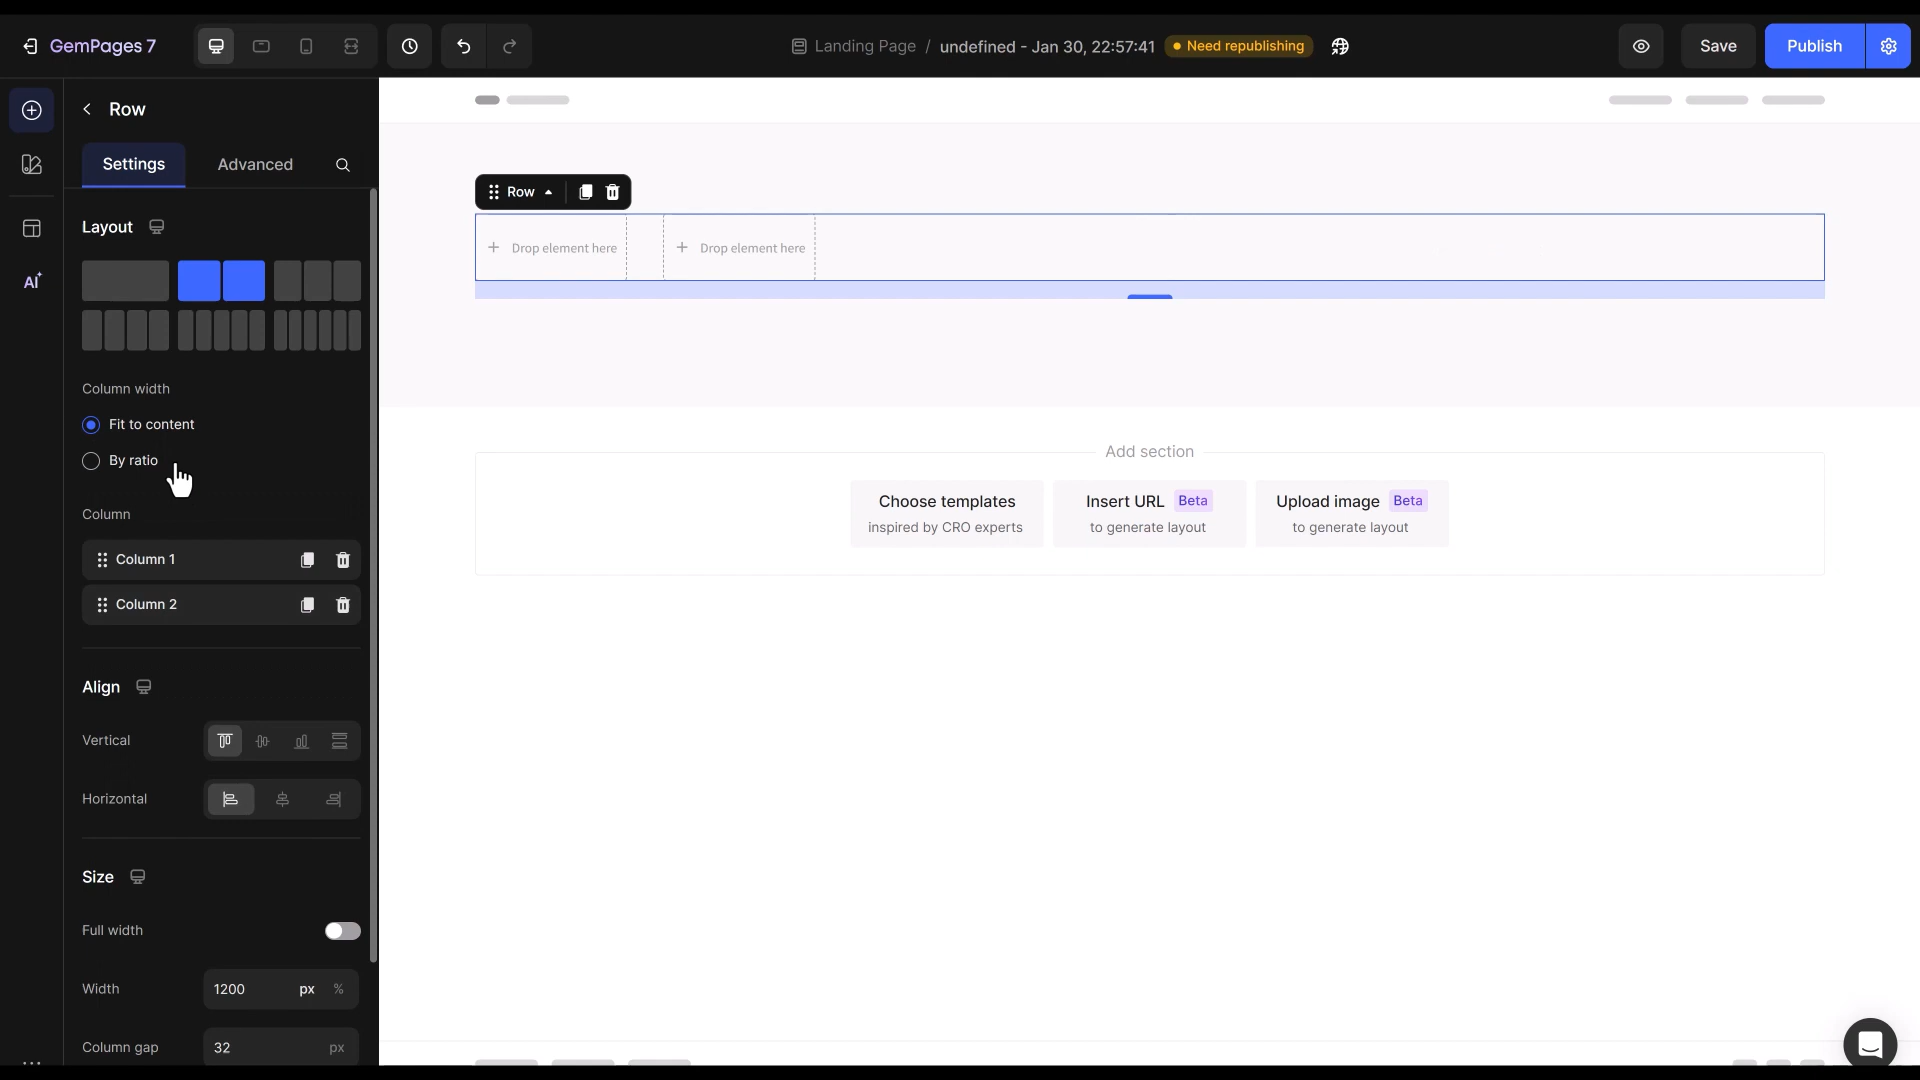 GemPages 7
Landing Page / undefined - Jan 30, 22:57:41 Need republishing
Save
Publish
Row
Settings
Advanced
AI
Layout
Column width
Fit to content
By ratio
Column
Column 1
Column 2
Align
Vertical
Horizontal
Size
Full width
Width
1200 px %
Column gap
32 px
Row
+ Drop element here
+ Drop element here
Add section
Choose templates
inspired by CRO experts
Insert URL Beta
to generate layout
Upload image Beta
to generate layout